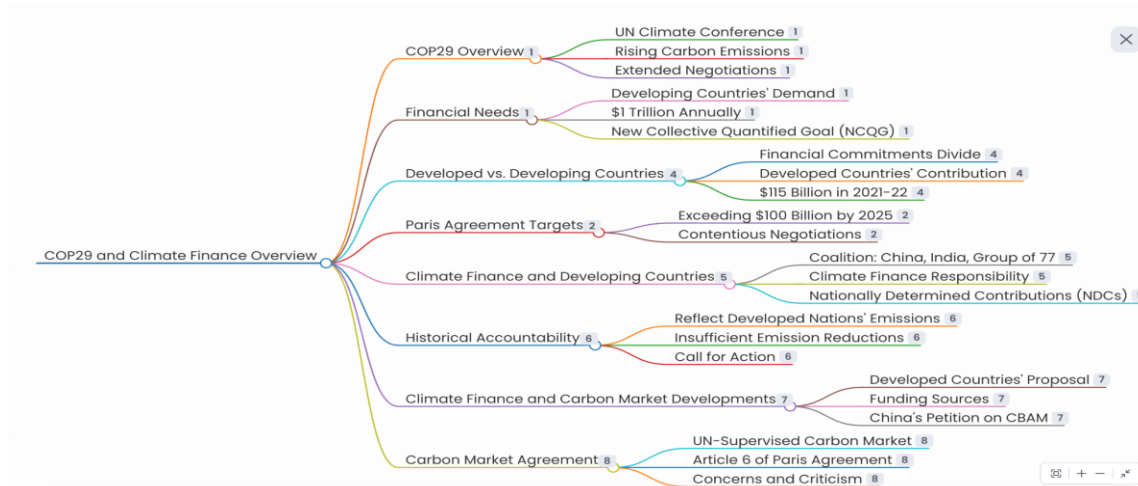 COP29 and Climate Finance Overview
COP29 Overview 1
UN Climate Conference 1
Rising Carbon Emissions 1
Extended Negotiations 1
Financial Needs 1
Developing Countries' Demand 1
$1 Trillion Annually 1
New Collective Quantified Goal (NCQG) 1
Developed vs. Developing Countries 4
Financial Commitments Divide 4
Developed Countries' Contribution 4
$115 Billion in 2021-22 4
Paris Agreement Targets 2
Exceeding $100 Billion by 2025 2
Contentious Negotiations 2
Climate Finance and Developing Countries 5
Coalition: China, India, Group of 77 5
Climate Finance Responsibility 5
Nationally Determined Contributions (NDCs)
Historical Accountability 6
Reflect Developed Nations' Emissions 6
Insufficient Emission Reductions 6
Call for Action 6
Climate Finance and Carbon Market Developments 7
Developed Countries' Proposal 7
Funding Sources 7
China's Petition on CBAM 7
Carbon Market Agreement 8
UN-Supervised Carbon Market 8
Article 6 of Paris Agreement 8
Concerns and Criticism 8